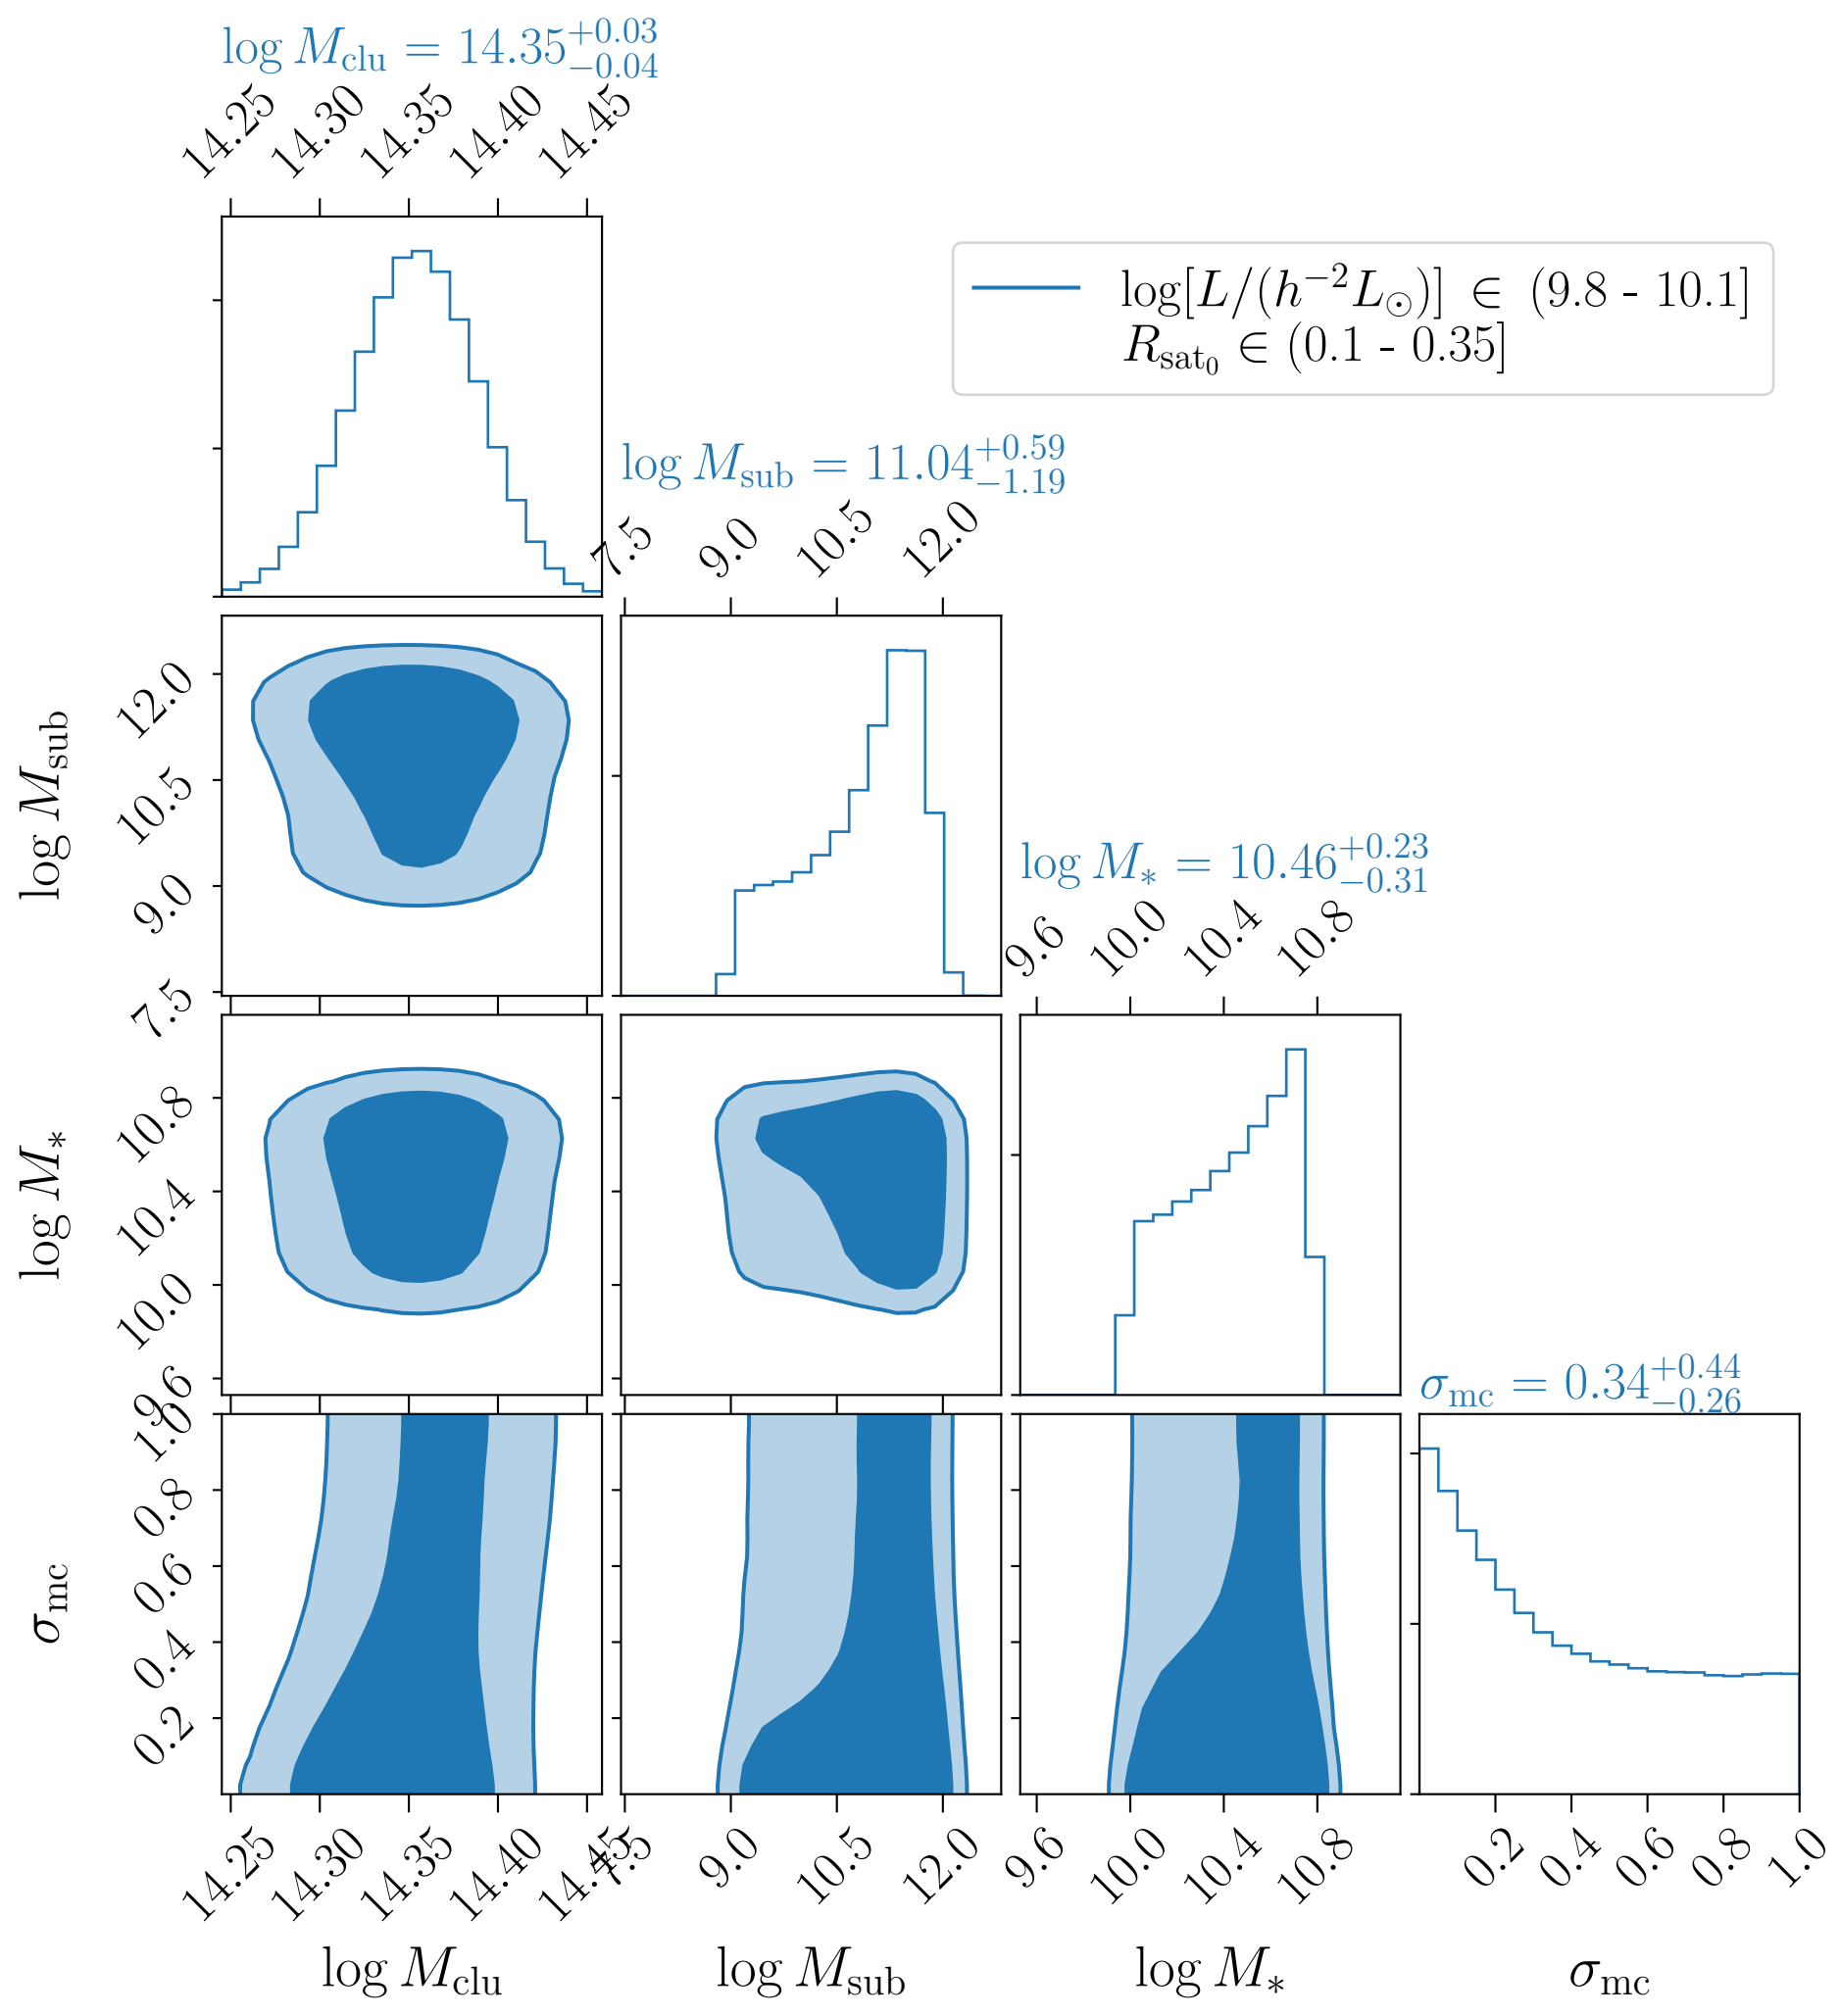 log M_clu = 14.35^{+0.03}_{−0.04}
14.25 14.30 14.35 14.40 14.45
log[L/(h^{−2}L_⊙)] ∈ (9.8 - 10.1]
R_{sat_0} ∈ (0.1 - 0.35]
log M_sub = 11.04^{+0.59}_{−1.19}
7.5 9.0 10.5 12.0
log M_sub
12.0
10.5
9.0
7.5
log M_* = 10.46^{+0.23}_{−0.31}
9.6 10.0 10.4 10.8
log M_*
10.8
10.4
10.0
9.6
σ_mc = 0.34^{+0.44}_{−0.26}
σ_mc
1.0
0.8
0.6
0.4
0.2
14.25 14.30 14.35 14.40 14.45 7.5 9.0 10.5 12.0 9.6 10.0 10.4 10.8 0.2 0.4 0.6 0.8 1.0
log M_clu log M_sub log M_* σ_mc